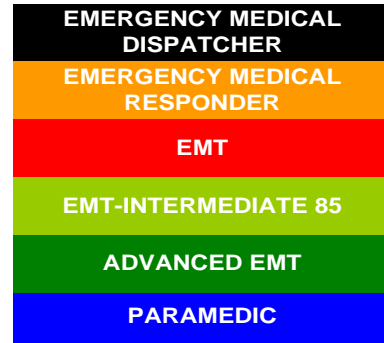 EMERGENCY MEDICAL
DISPATCHER
EMERGENCY MEDICAL
RESPONDER
EMT
EMT-INTERMEDIATE 85
ADVANCED EMT
PARAMEDIC